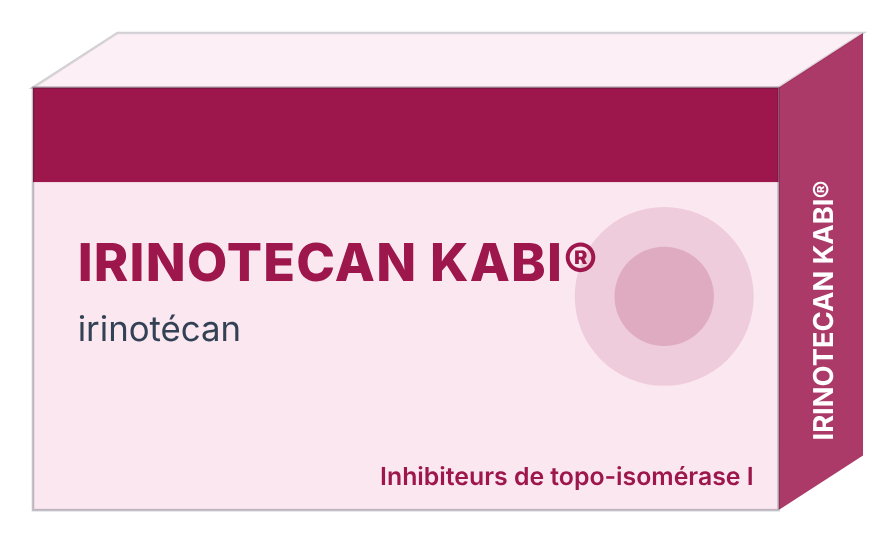 IRINOTECAN KABI®
irinotécan
Inhibiteurs de topo-isomérase I
IRINOTECAN KABI®